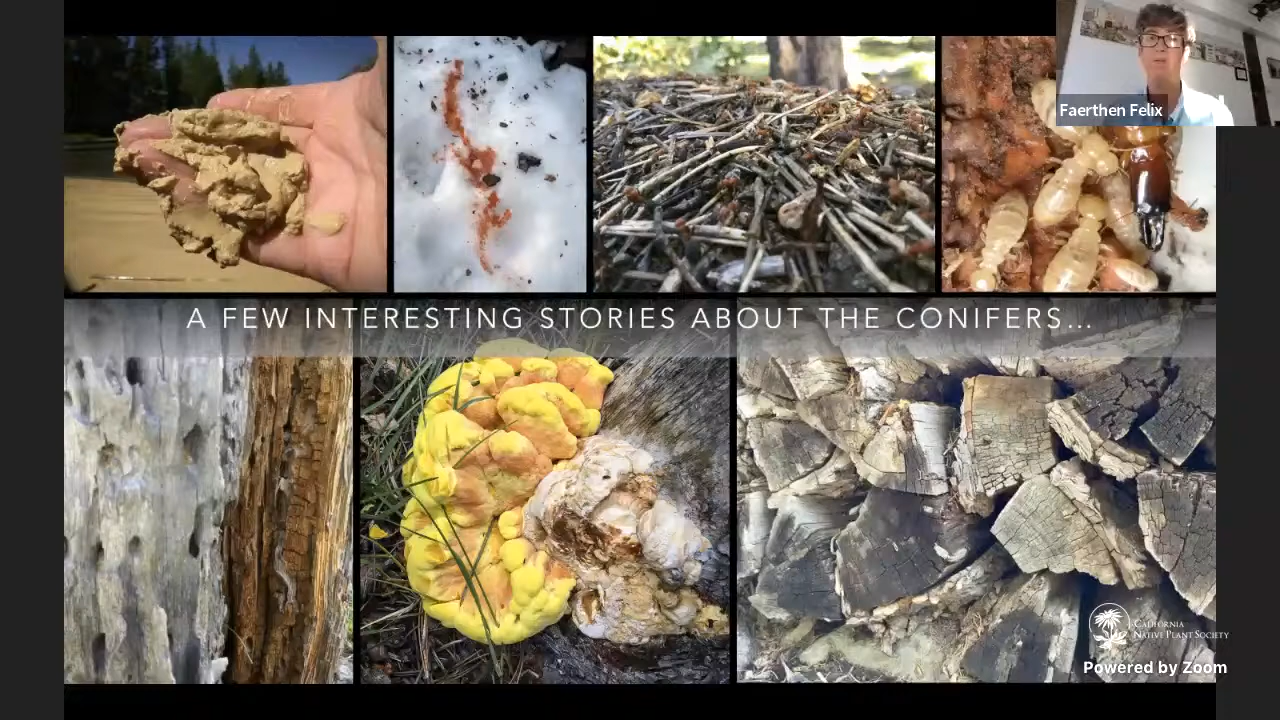 Faerthen Felix
A FEW INTERESTING STORIES ABOUT THE CONIFERS...
CALIFORNIA
NATIVE PLANT SOCIETY
Powered by Zoom